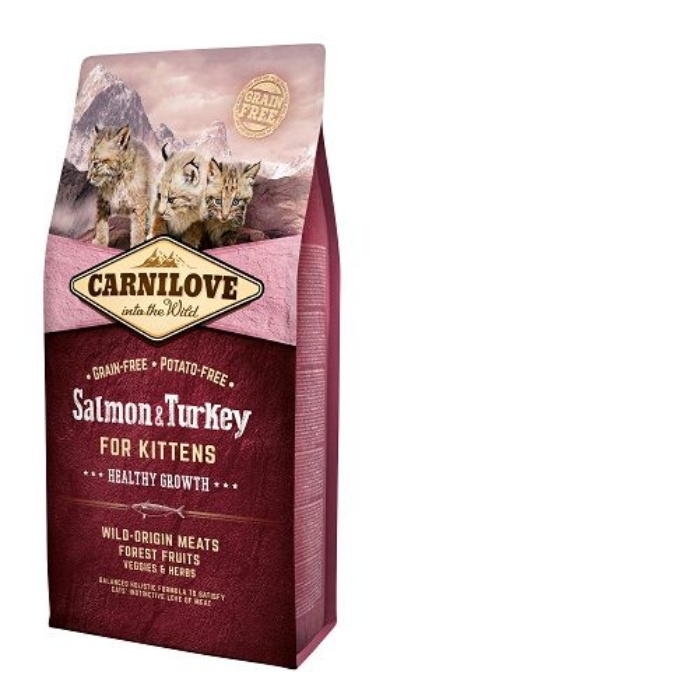 GRAIN
FREE
CARNILOVE
into the Wild
• GRAIN-FREE • POTATO-FREE •
Salmon & Turkey
FOR KITTENS
HEALTHY GROWTH
WILD-ORIGIN MEATS
FOREST FRUITS
VEGGIES & HERBS
BALANCED HOLISTIC FORMULA TO SATISFY
CATS' INSTINCTIVE LOVE OF MEAT